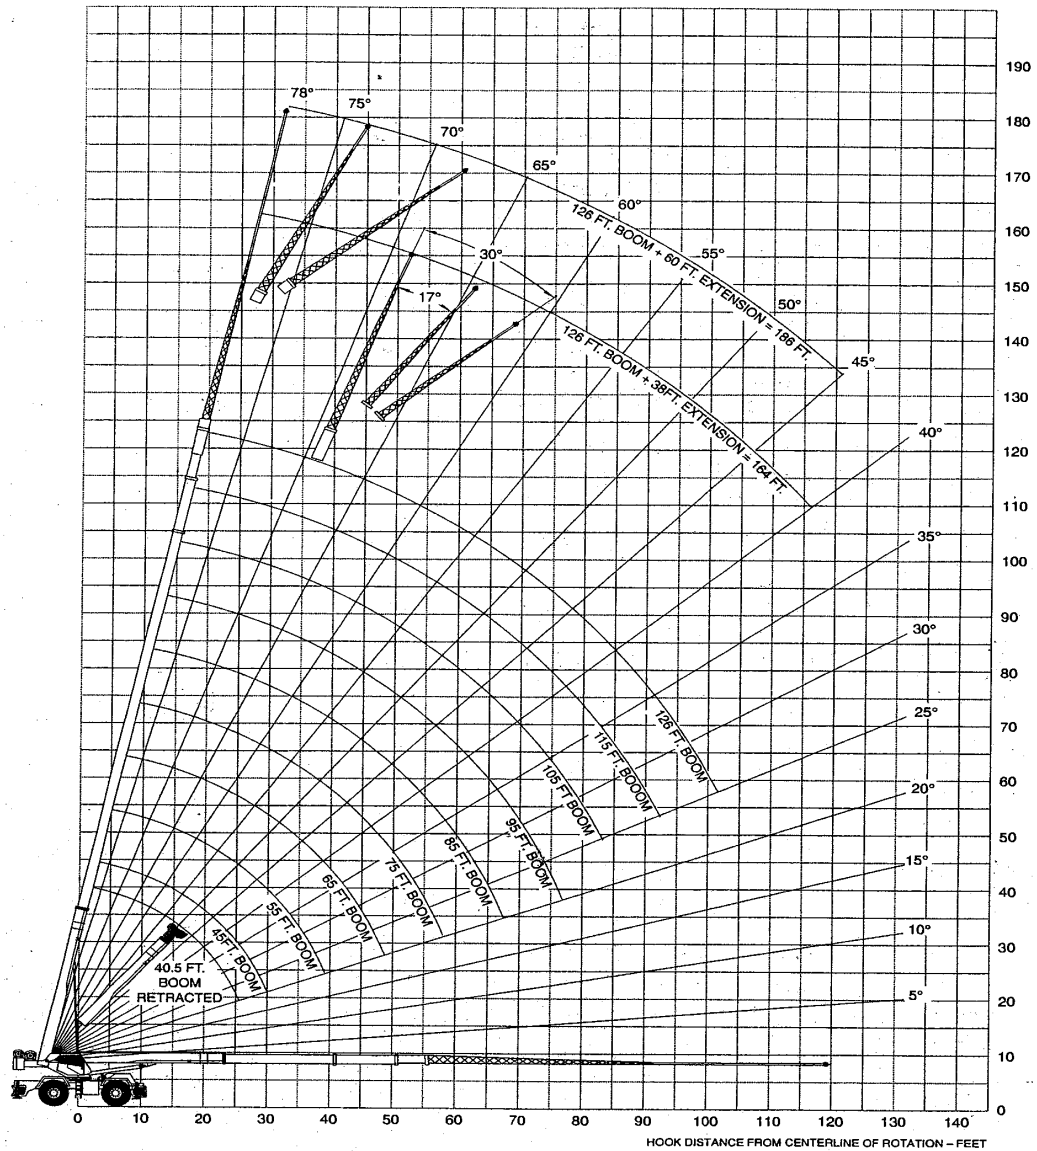 190
78°
75°
180
70°
65°
170
126 FT. BOOM + 60 FT. EXTENSION = 186 FT.
60°
160
30°
55°
150
17°
50°
140
126 FT. BOOM + 38FT. EXTENSION = 164 FT.
45°
130
40°
120
110
35°
100
90
30°
80
25°
70
126 FT. BOOM
115 FT. BOOOM
105 FT BOOM
60
20°
95 FT. BOOM
50
85 FT. BOOM
75 FT. BOOM
15°
65 FT. BOOM
40
55 FT. BOOM
45FT. BOOM
10°
30
40.5 FT.
BOOM
RETRACTED
5°
20
10
0
0 10 20 30 40 50 60 70 80 90 100 110 120 130 140
HOOK DISTANCE FROM CENTERLINE OF ROTATION – FEET